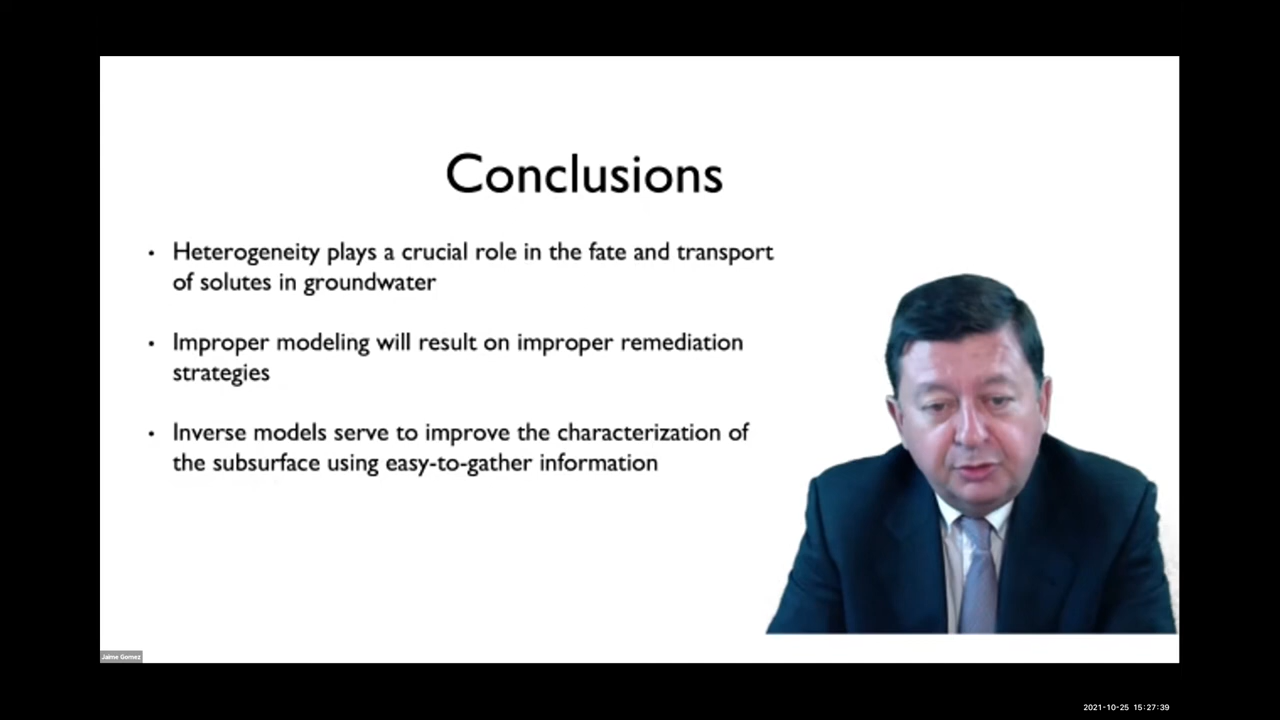 Conclusions
• Heterogeneity plays a crucial role in the fate and transport
of solutes in groundwater
• Improper modeling will result on improper remediation
strategies
• Inverse models serve to improve the characterization of
the subsurface using easy-to-gather information
Jaime Gomez
2021-10-25 15:27:39